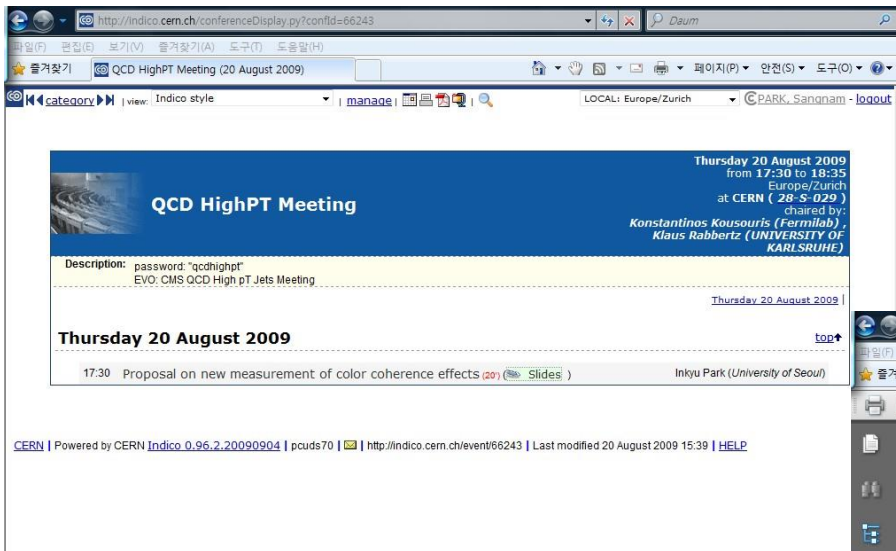 http://indico.cern.ch/conferenceDisplay.py?confId=66243
Daum
파일(F) 편집(E) 보기(V) 즐겨찾기(A) 도구(T) 도움말(H)
즐겨찾기 QCD HighPT Meeting (20 August 2009) 페이지(P) 안전(S) 도구(O)
category | view: Indico style | manage | LOCAL: Europe/Zurich PARK, Sangnam - logout
Thursday 20 August 2009
from 17:30 to 18:35
Europe/Zurich
QCD HighPT Meeting
at CERN ( 28-S-029 )
chaired by:
Konstantinos Kousouris (Fermilab) ,
Klaus Rabbertz (UNIVERSITY OF
KARLSRUHE)
Description: password: "qcdhighpt"
EVO: CMS QCD High pT Jets Meeting
Thursday 20 August 2009 |
Thursday 20 August 2009 top
17:30 Proposal on new measurement of color coherence effects (20') ( Slides ) Inkyu Park (University of Seoul)
파일(F)
즐겨
CERN | Powered by CERN Indico 0.96.2.20090904 | pcuds70 | | http://indico.cern.ch/event/66243 | Last modified 20 August 2009 15:39 | HELP